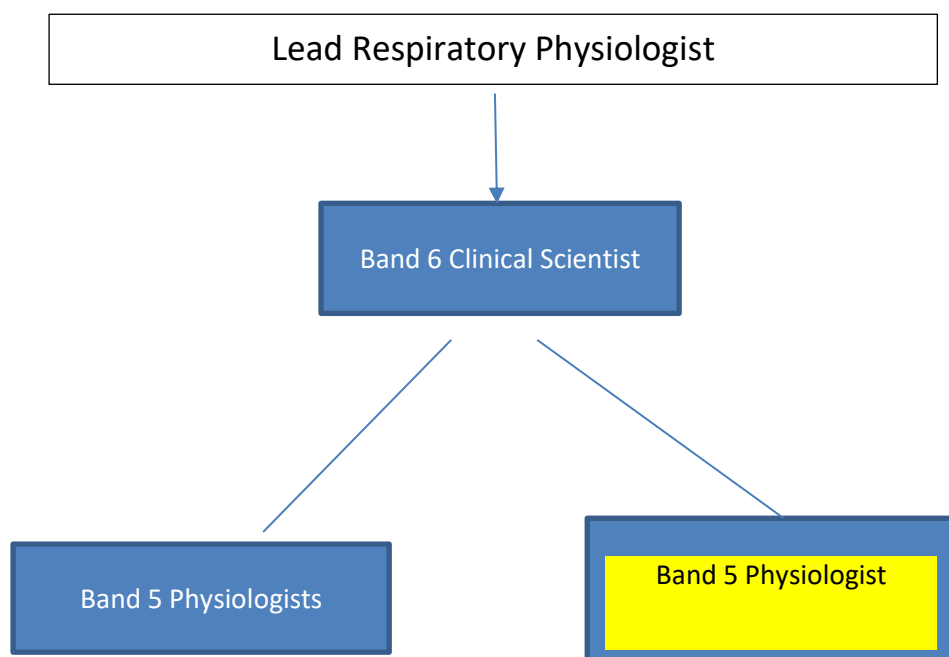 Lead Respiratory Physiologist
Band 6 Clinical Scientist
Band 5 Physiologists
Band 5 Physiologist